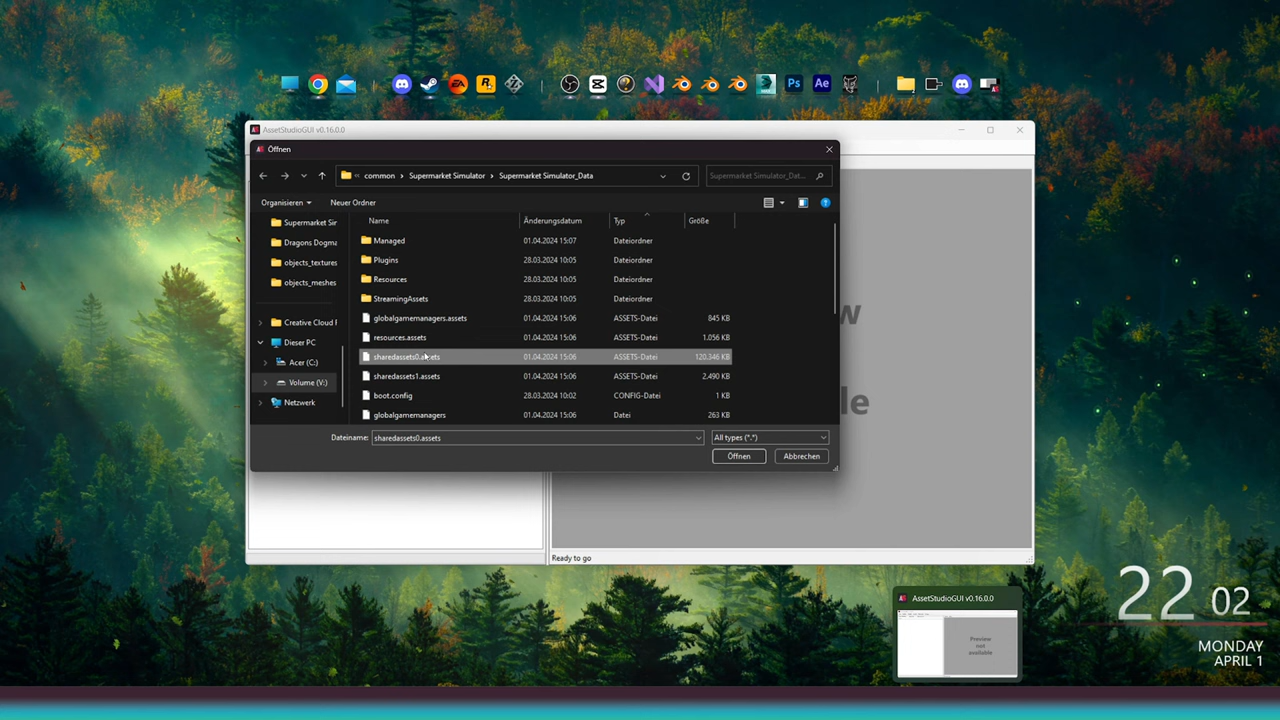 AssetStudioGUI v0.16.0.0
Öffnen
common › Supermarket Simulator › Supermarket Simulator_Data
Supermarket Simulator_Dat...
Organisieren
Neuer Ordner
Name Änderungsdatum Typ Größe
Supermarket Sir
Dragons Dogma
objects_textures
objects_meshes
Creative Cloud F
Dieser PC
Acer (C:)
Volume (V:)
Netzwerk
Managed 01.04.2024 15:07 Dateiordner
Plugins 28.03.2024 10:05 Dateiordner
Resources 28.03.2024 10:05 Dateiordner
StreamingAssets 28.03.2024 10:05 Dateiordner
globalgamemanagers.assets 01.04.2024 15:06 ASSETS-Datei 845 KB
resources.assets 01.04.2024 15:06 ASSETS-Datei 1.056 KB
sharedassets0.assets 01.04.2024 15:06 ASSETS-Datei 120.346 KB
sharedassets1.assets 01.04.2024 15:06 ASSETS-Datei 2.490 KB
boot.config 28.03.2024 10:02 CONFIG-Datei 1 KB
globalgamemanagers 01.04.2024 15:06 Datei 263 KB
Dateiname: sharedassets0.assets
All types (*.*)
Öffnen
Abbrechen
w
le
Ready to go
AssetStudioGUI v0.16.0.0
Preview
not
available
22 02
MONDAY
APRIL 1
Ps
Ae
EA